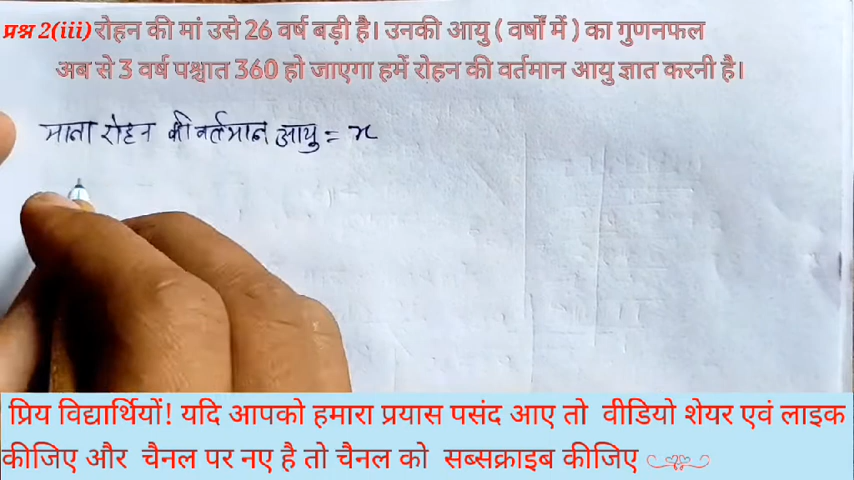 प्रश्न 2(iii) रोहन की मां उसे 26 वर्ष बड़ी है। उनकी आयु ( वर्षों में ) का गुणनफल
अब से 3 वर्ष पश्चात 360 हो जाएगा हमें रोहन की वर्तमान आयु ज्ञात करनी है।
माना रोहन की वर्तमान आयु = x
प्रिय विद्यार्थियों! यदि आपको हमारा प्रयास पसंद आए तो वीडियो शेयर एवं लाइक
कीजिए और चैनल पर नए है तो चैनल को सब्सक्राइब कीजिए